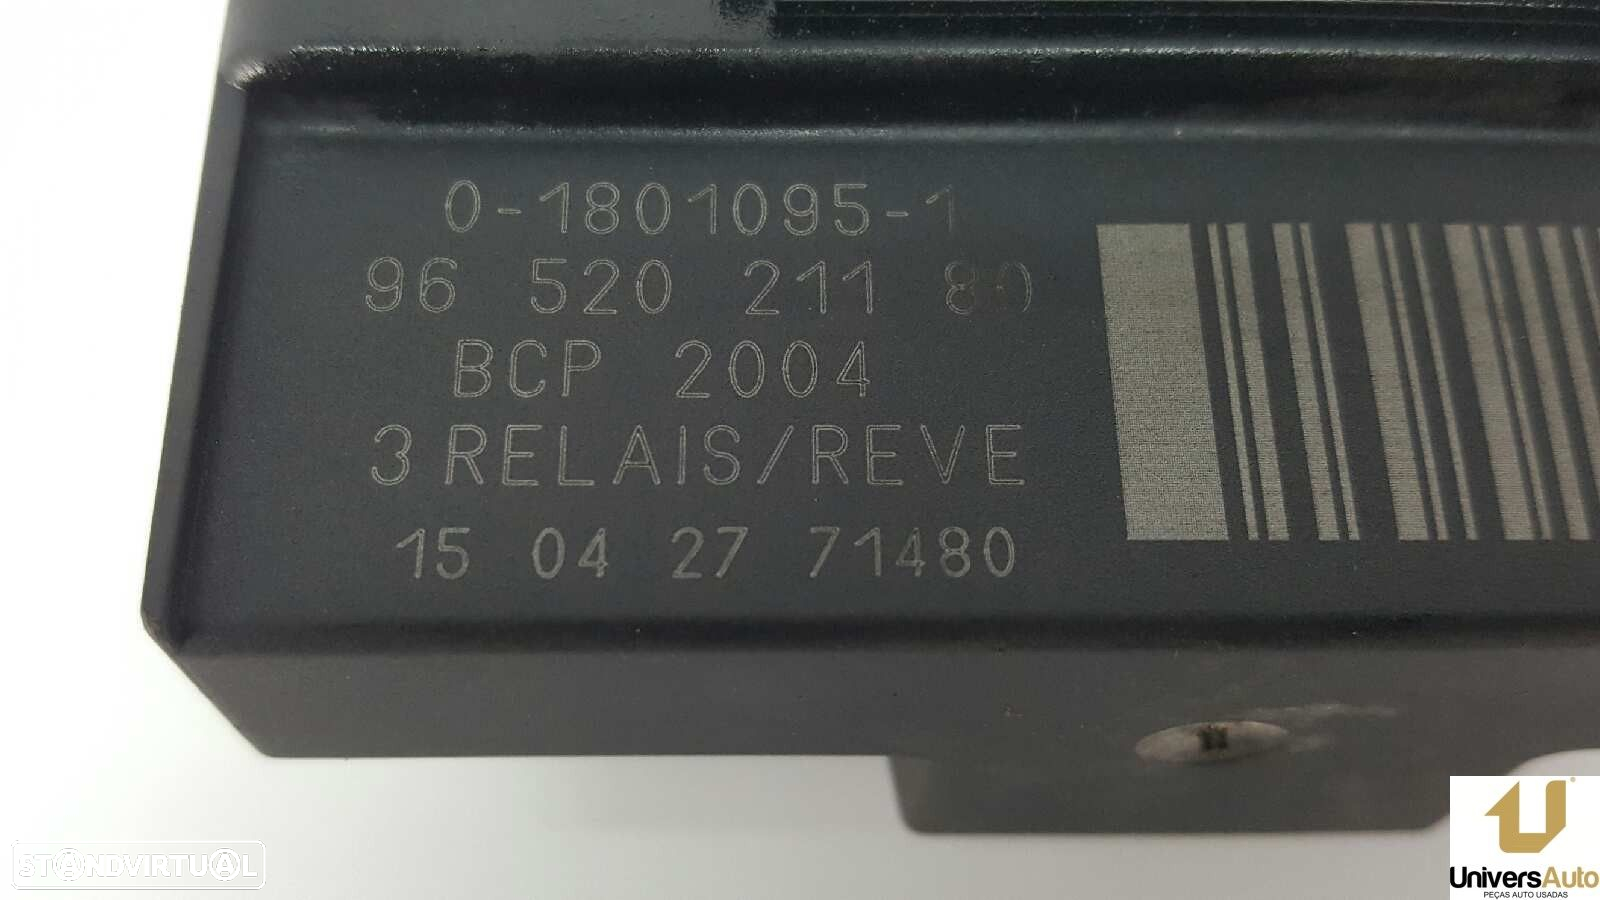 0-1801095-1
96 520 211 80
BCP 2004
3 RELAIS/REVE
15 04 27 71480
STANDVIRTUAL
UniversAuto
PEÇAS AUTO USADAS